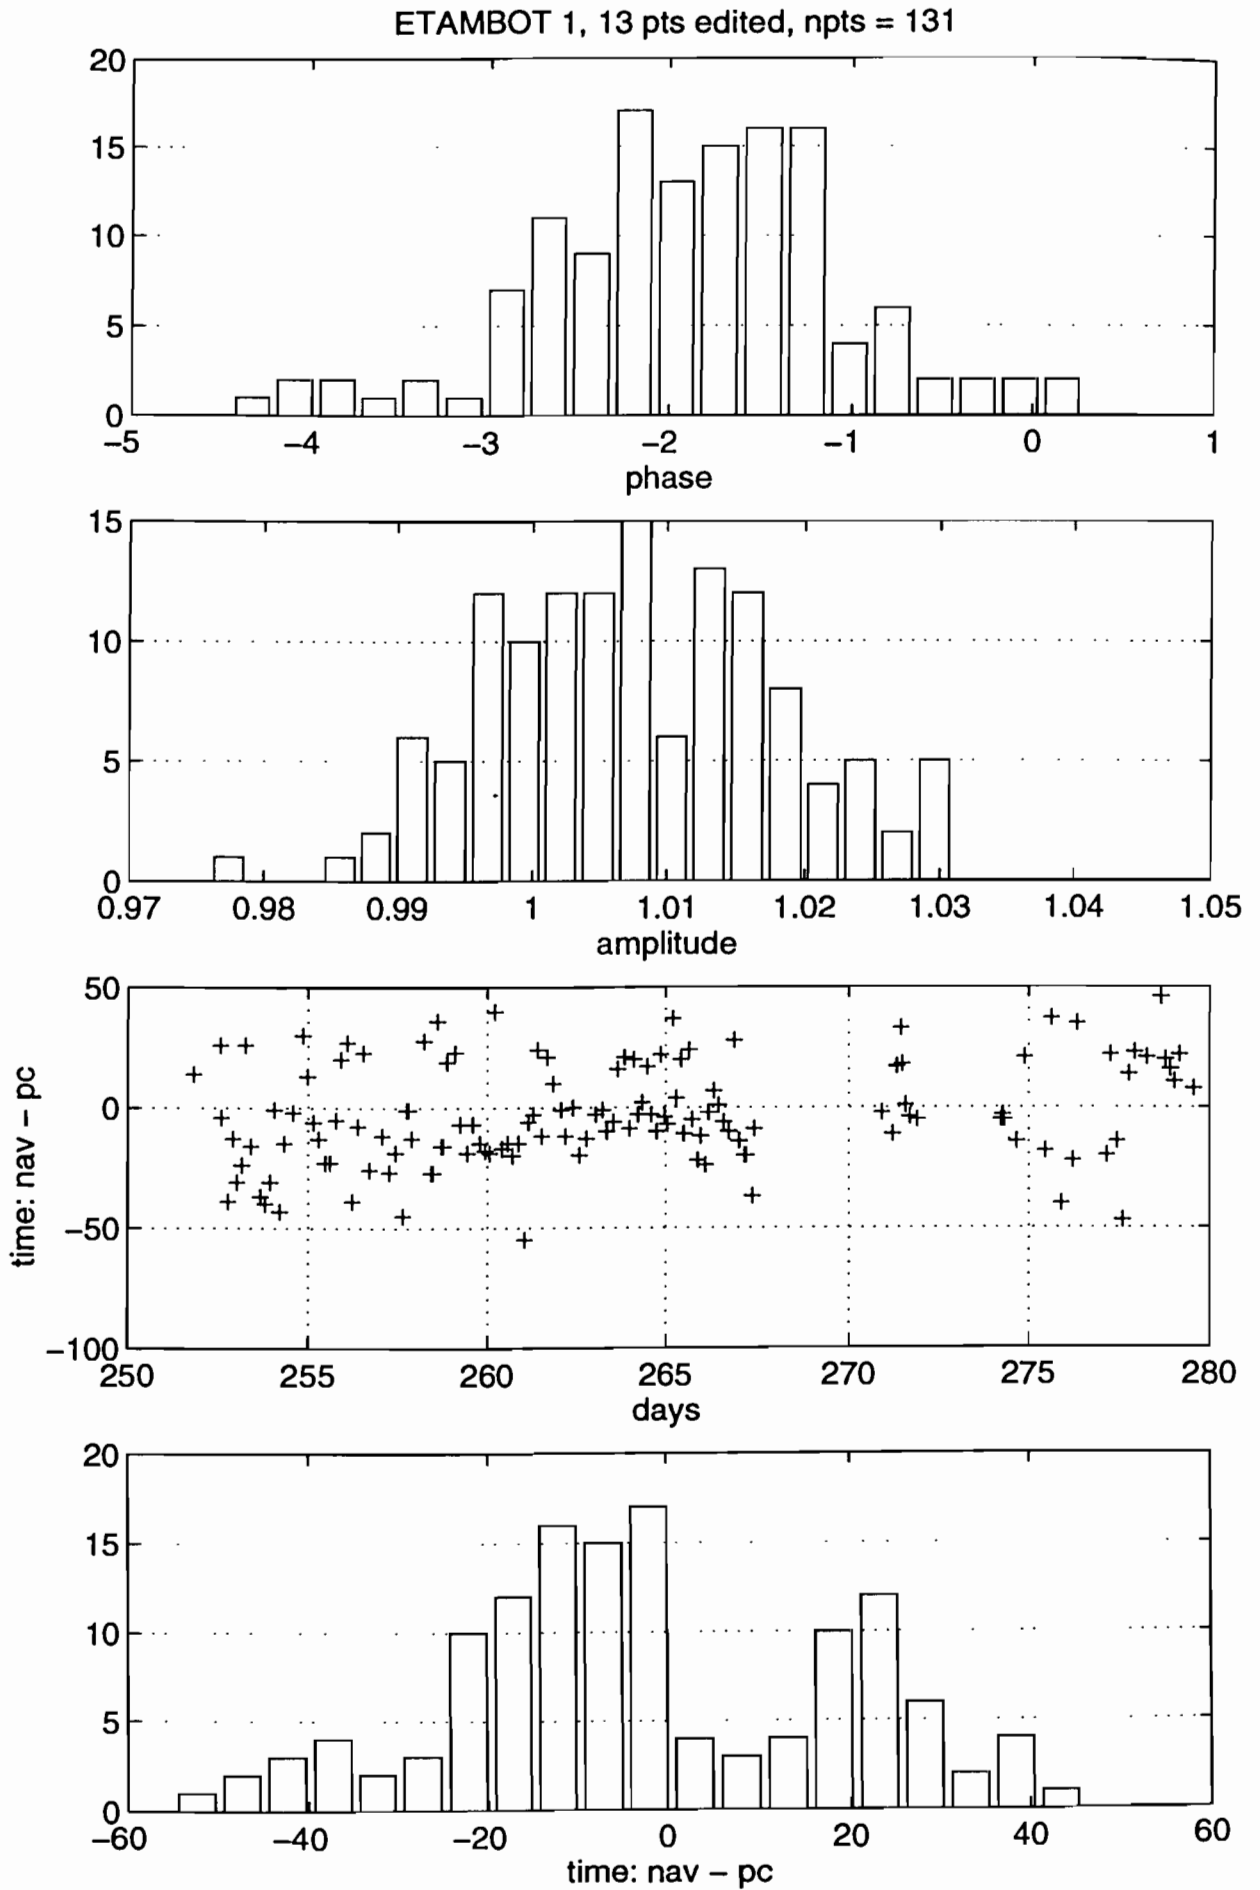 ETAMBOT 1, 13 pts edited, npts = 131
20
15
10
5
0
−5 −4 −3 −2 −1 0 1
phase
15
10
5
0
0.97 0.98 0.99 1 1.01 1.02 1.03 1.04 1.05
amplitude
time: nav – pc
50
0
−50
−100
250 255 260 265 270 275 280
days
20
15
10
5
0
−60 −40 −20 0 20 40 60
time: nav – pc